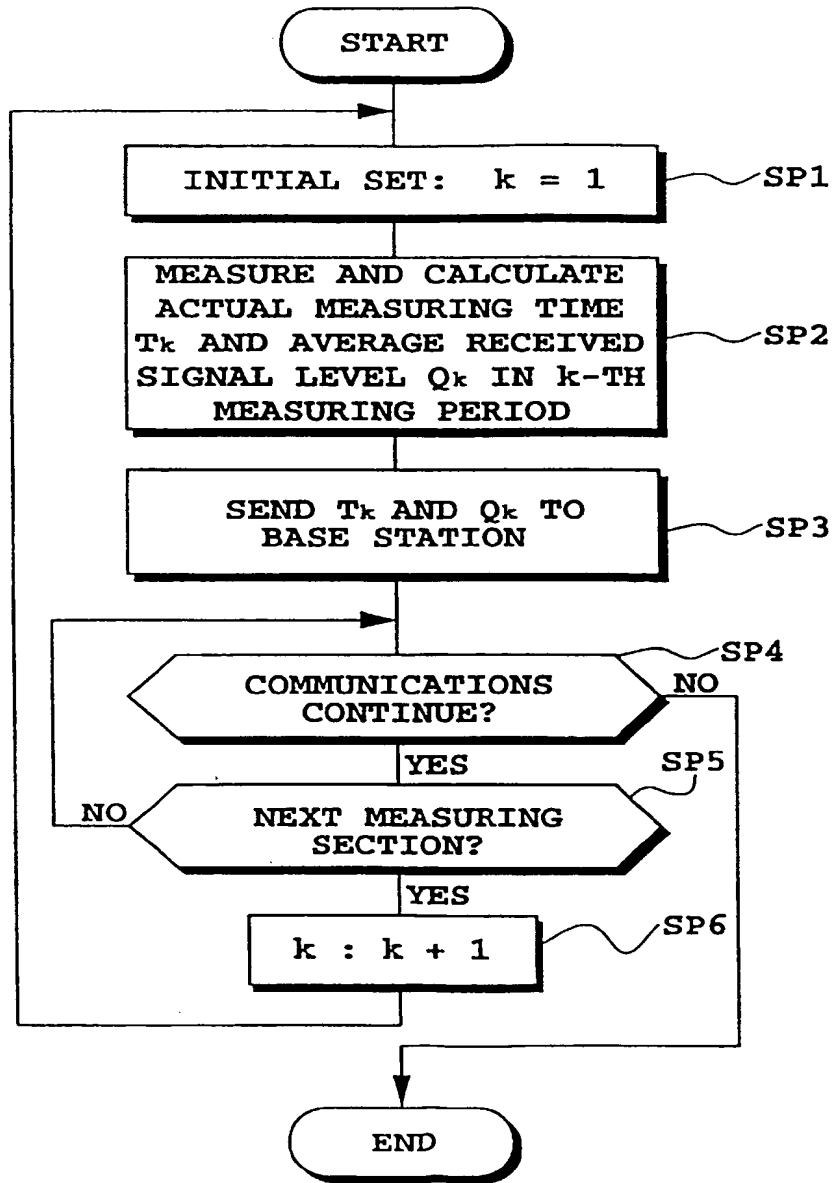 START
INITIAL SET: k = 1
SP1
MEASURE AND CALCULATE
ACTUAL MEASURING TIME
Tk AND AVERAGE RECEIVED
SIGNAL LEVEL Qk IN k-TH
MEASURING PERIOD
SP2
SEND Tk AND Qk TO
BASE STATION
SP3
SP4
COMMUNICATIONS
CONTINUE?
NO
YES
SP5
NO
NEXT MEASURING
SECTION?
YES
SP6
k : k + 1
END